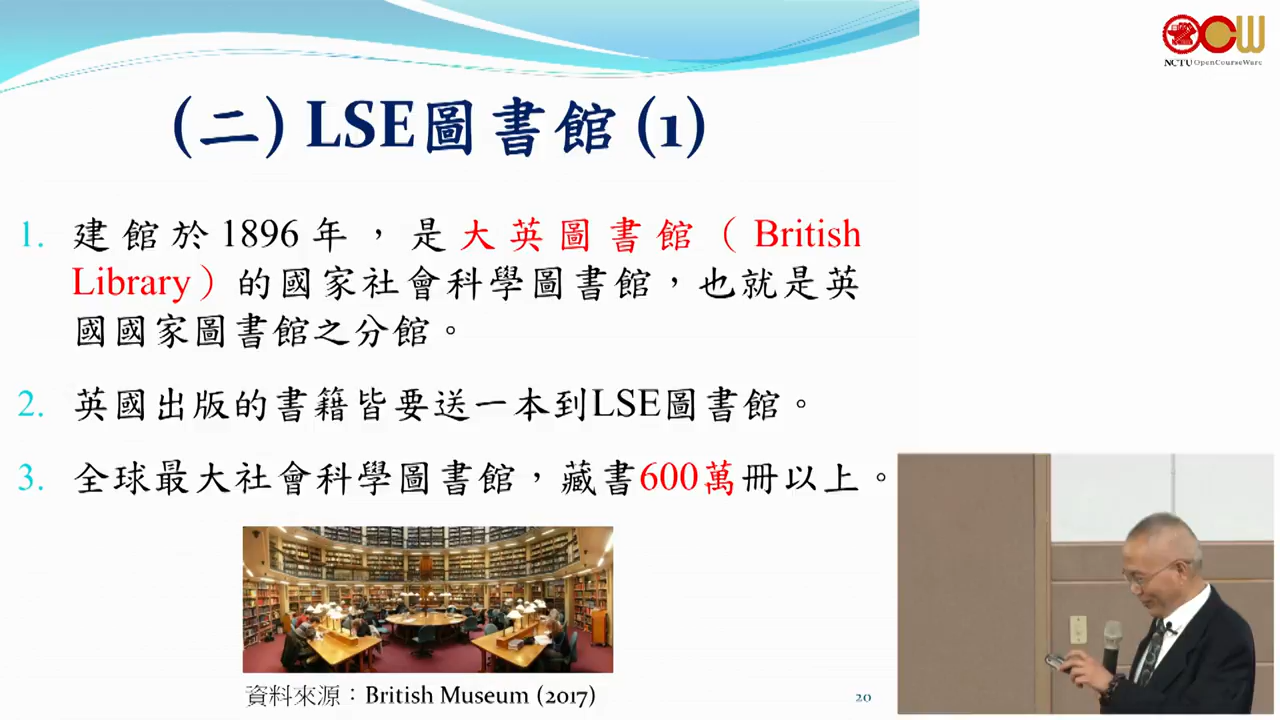 NCTU OpenCourseWare
(二) LSE圖書館 (1)
1. 建館於1896年，是大英圖書館（British
Library）的國家社會科學圖書館，也就是英
國國家圖書館之分館。
2. 英國出版的書籍皆要送一本到LSE圖書館。
3. 全球最大社會科學圖書館，藏書600萬冊以上。
資料來源：British Museum (2017)
20